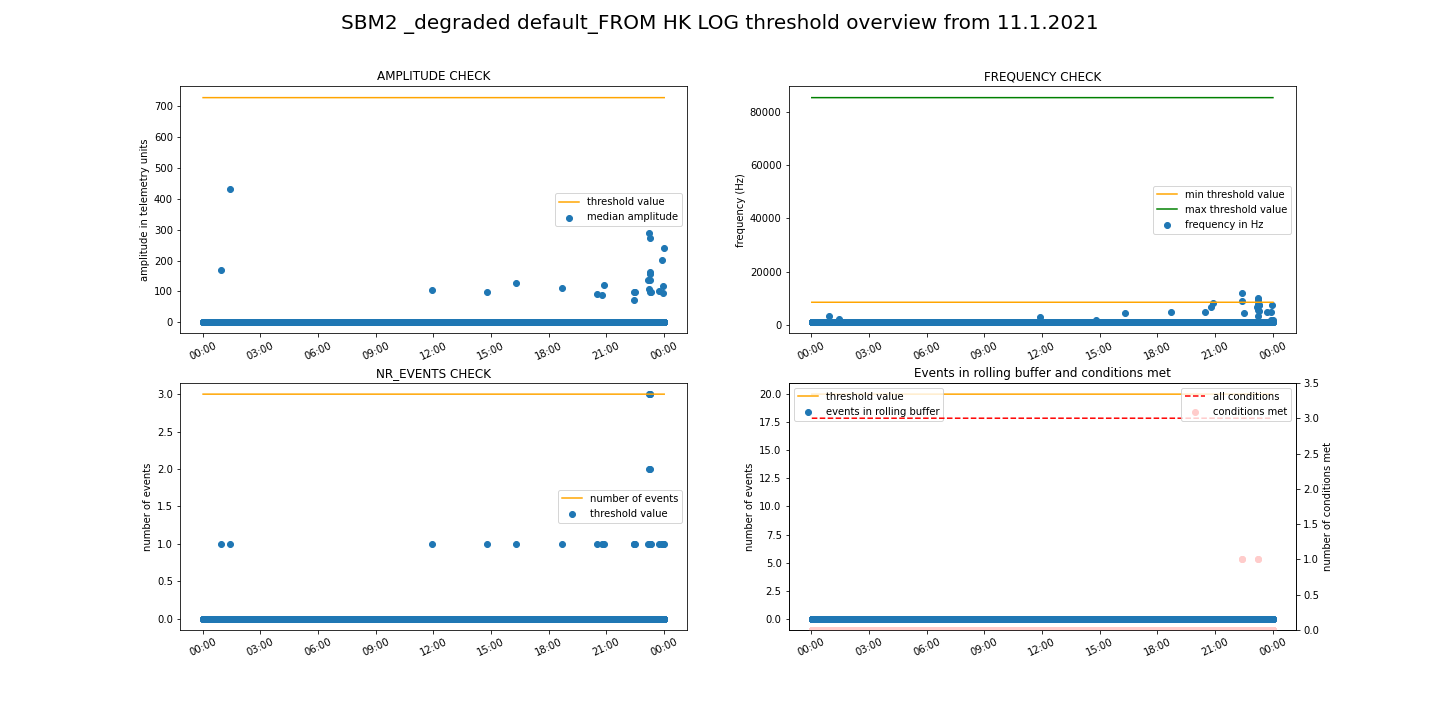 SBM2 _degraded default_FROM HK LOG threshold overview from 11.1.2021
AMPLITUDE CHECK
amplitude in telemetry units
700
600
500
400
300
200
100
0
threshold value
median amplitude
00:00 03:00 06:00 09:00 12:00 15:00 18:00 21:00 00:00
FREQUENCY CHECK
frequency (Hz)
80000
60000
40000
20000
0
min threshold value
max threshold value
frequency in Hz
00:00 03:00 06:00 09:00 12:00 15:00 18:00 21:00 00:00
NR_EVENTS CHECK
number of events
3.0
2.5
2.0
1.5
1.0
0.5
0.0
number of events
threshold value
00:00 03:00 06:00 09:00 12:00 15:00 18:00 21:00 00:00
Events in rolling buffer and conditions met
number of events
20.0
17.5
15.0
12.5
10.0
7.5
5.0
2.5
0.0
threshold value
events in rolling buffer
all conditions
conditions met
3.5
3.0
2.5
2.0
1.5
1.0
0.5
0.0
number of conditions met
00:00 03:00 06:00 09:00 12:00 15:00 18:00 21:00 00:00